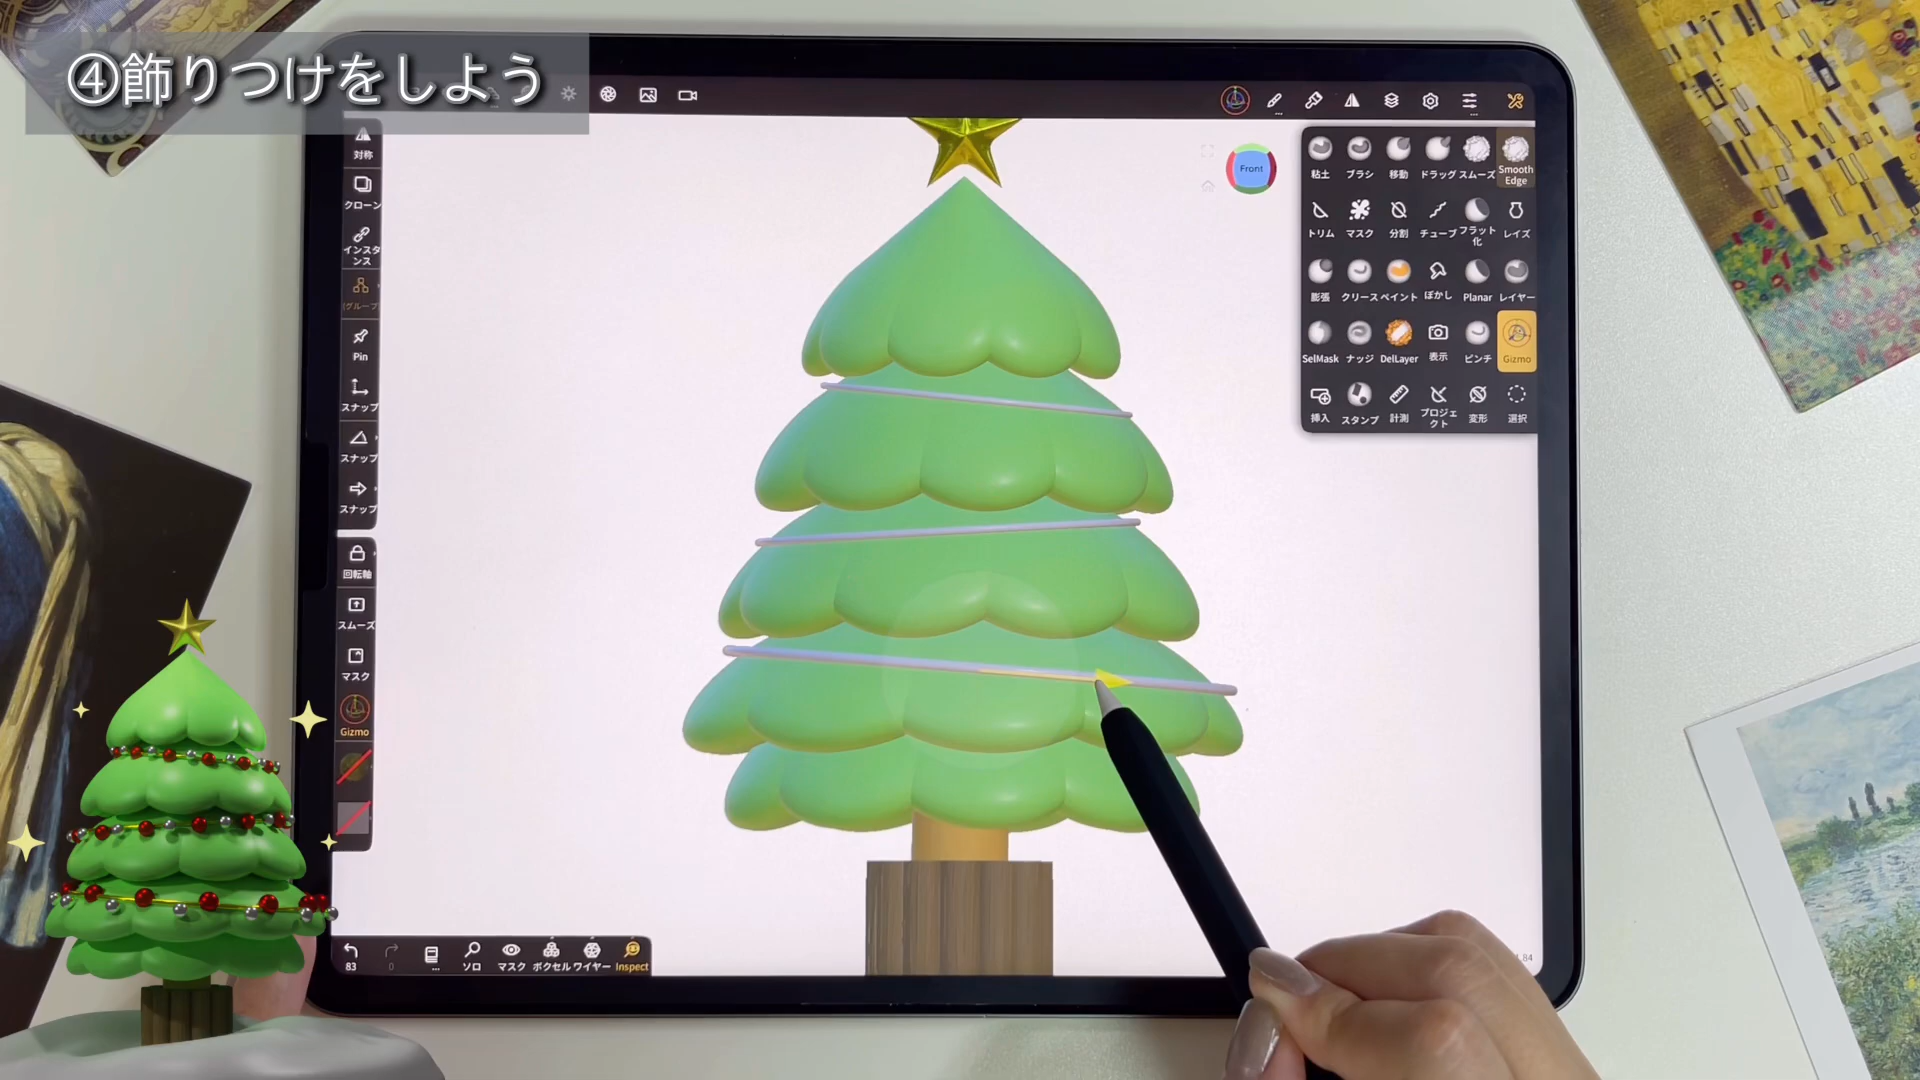 ④飾りつけをしよう
対称
クローン
インスタ
ンス
(グループ
Pin
スナップ
スナップ
スナップ
回転軸
スムーズ
マスク
Gizmo
Front
粘土 ブラシ 移動 ドラッグ スムーズ Smooth
Edge
トリム マスク 分割 チューブ フラット
化 レイズ
膨張 クリース ペイント ぼかし Planar レイヤー
SelMask ナッジ DelLayer 表示 ピンチ Gizmo
挿入 スタンプ 計測 プロジェ
クト 変形 選択
83 0 ... ソロ マスク ボクセル ワイヤー Inspect